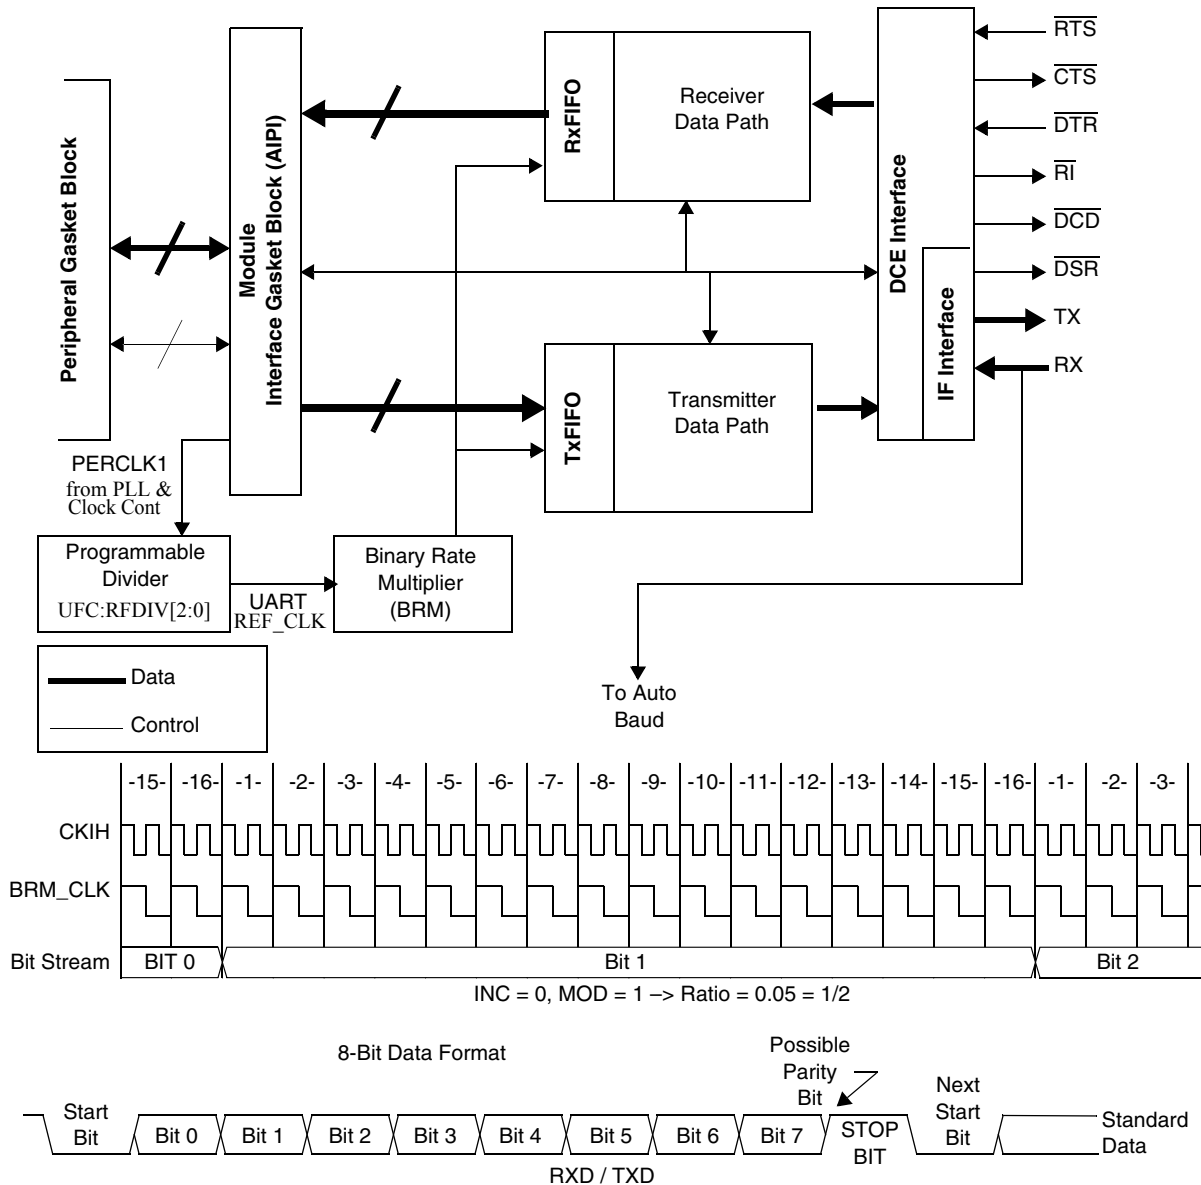 Peripheral Gasket Block
Module
Interface Gasket Block (AIPI)
RxFIFO
Receiver
Data Path
DCE Interface
IF Interface
RTS
CTS
DTR
RI
DCD
DSR
TX
RX
TxFIFO
Transmitter
Data Path
PERCLK1
from PLL &
Clock Cont
Programmable
Divider
UFC:RFDIV[2:0]
UART
REF_CLK
Binary Rate
Multiplier
(BRM)
Data
Control
To Auto
Baud
-15- -16- -1- -2- -3- -4- -5- -6- -7- -8- -9- -10- -11- -12- -13- -14- -15- -16- -1- -2- -3-
CKIH
BRM_CLK
Bit Stream BIT 0 Bit 1 Bit 2
INC = 0, MOD = 1 –> Ratio = 0.05 = 1/2
8-Bit Data Format
Possible
Parity
Bit
Next
Start
Bit
Start
Bit
Bit 0 Bit 1 Bit 2 Bit 3 Bit 4 Bit 5 Bit 6 Bit 7
STOP
BIT
Standard
Data
RXD / TXD